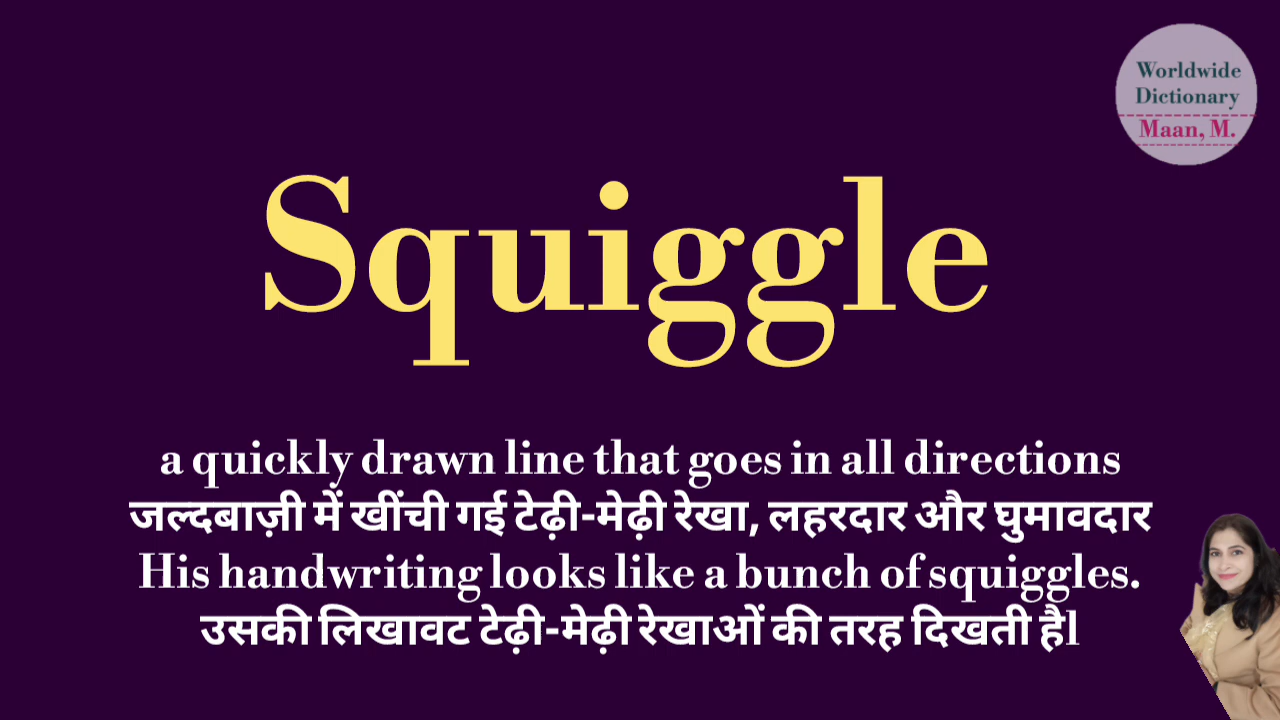 Worldwide
Dictionary
Maan, M.
Squiggle
a quickly drawn line that goes in all directions
जल्दबाज़ी में खींची गई टेढ़ी-मेढ़ी रेखा, लहरदार और घुमावदार
His handwriting looks like a bunch of squiggles.
उसकी लिखावट टेढ़ी-मेढ़ी रेखाओं की तरह दिखती हैl